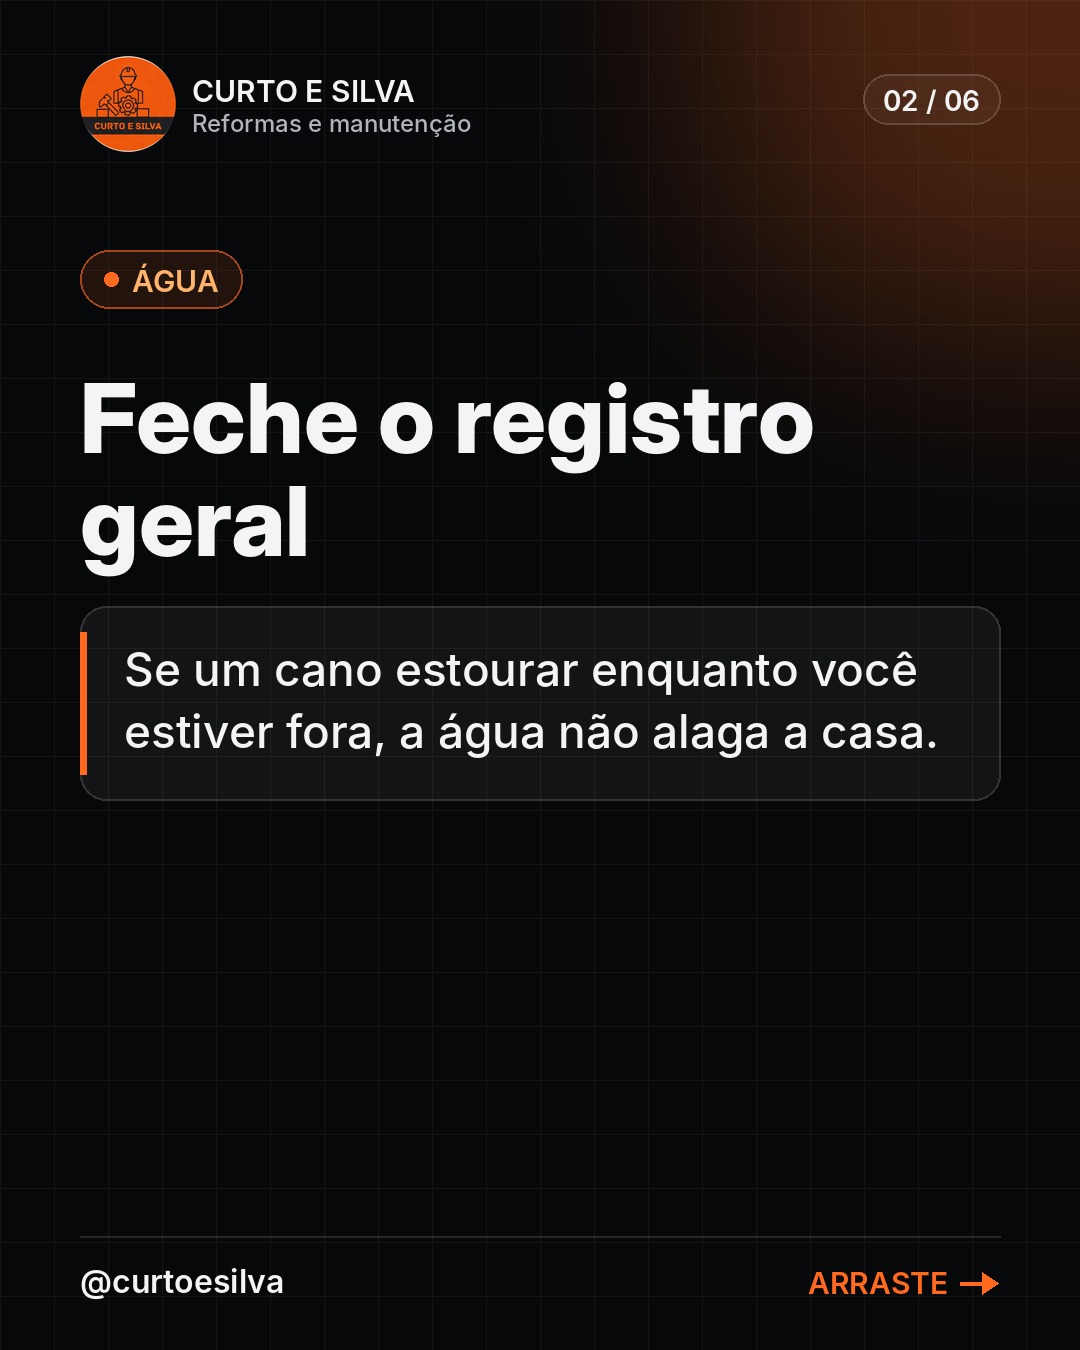 CURTO E SILVA
CURTO E SILVA
Reformas e manutenção
02 / 06
ÁGUA
Feche o registro
geral
Se um cano estourar enquanto você
estiver fora, a água não alaga a casa.
@curtoesilva
ARRASTE